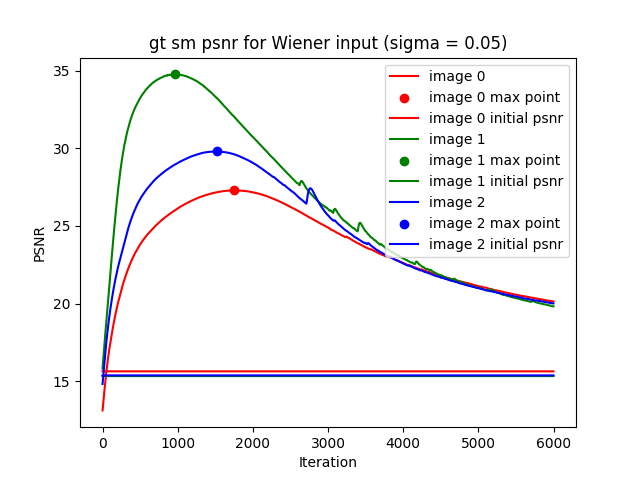 gt sm psnr for Wiener input (sigma = 0.05)
PSNR
35
30
25
20
15
image 0
image 0 max point
image 0 initial psnr
image 1
image 1 max point
image 1 initial psnr
image 2
image 2 max point
image 2 initial psnr
0 1000 2000 3000 4000 5000 6000
Iteration